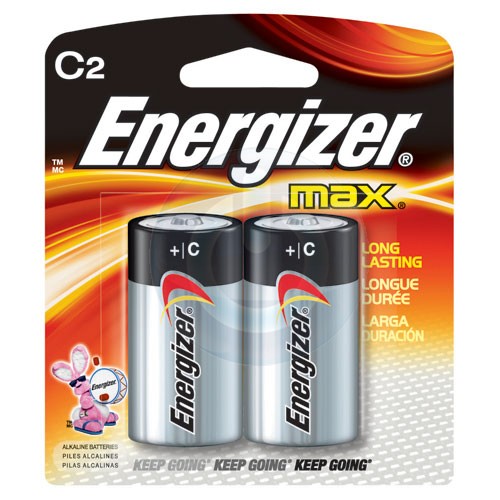 C2
Energizer®
TM
MC
max®
+|C
+|C
LONG
LASTING
LONGUE
DURÉE
LARGA
DURACIÓN
Energizer
Energizer
Energizer
TM
ALKALINE BATTERIES
PILES ALCALINES
PILAS ALCALINAS
KEEP GOING® KEEP GOING® KEEP GOING®